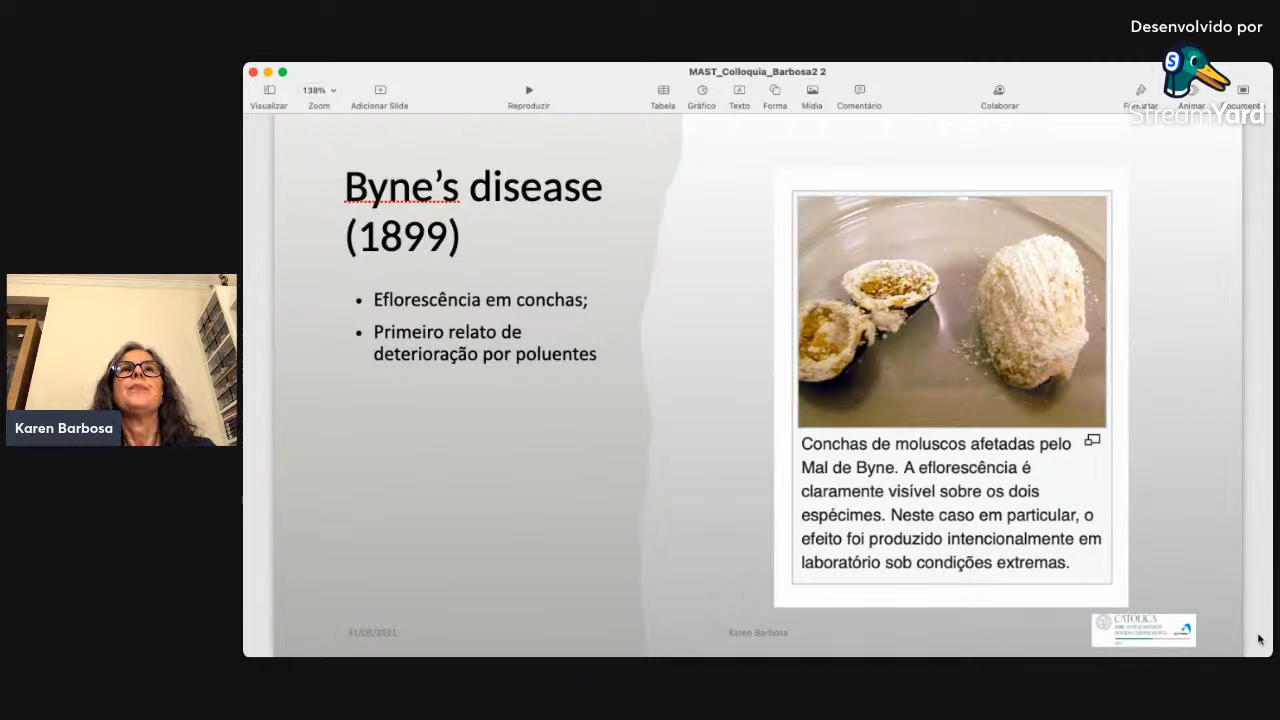 Desenvolvido por
StreamYard
MAST_Colloquia_Barbosa2 2
138%
Visualizar
Zoom
Adicionar Slide
Reproduzir
Tabela
Gráfico
Texto
Forma
Mídia
Comentário
Colaborar
Formatar
Animar
Document
Byne’s disease
(1899)
• Eflorescência em conchas;
• Primeiro relato de
deterioração por poluentes
Conchas de moluscos afetadas pelo
Mal de Byne. A eflorescência é
claramente visível sobre os dois
espécimes. Neste caso em particular, o
efeito foi produzido intencionalmente em
laboratório sob condições extremas.
Karen Barbosa
31/08/2021
Karen Barbosa
CATOLICA